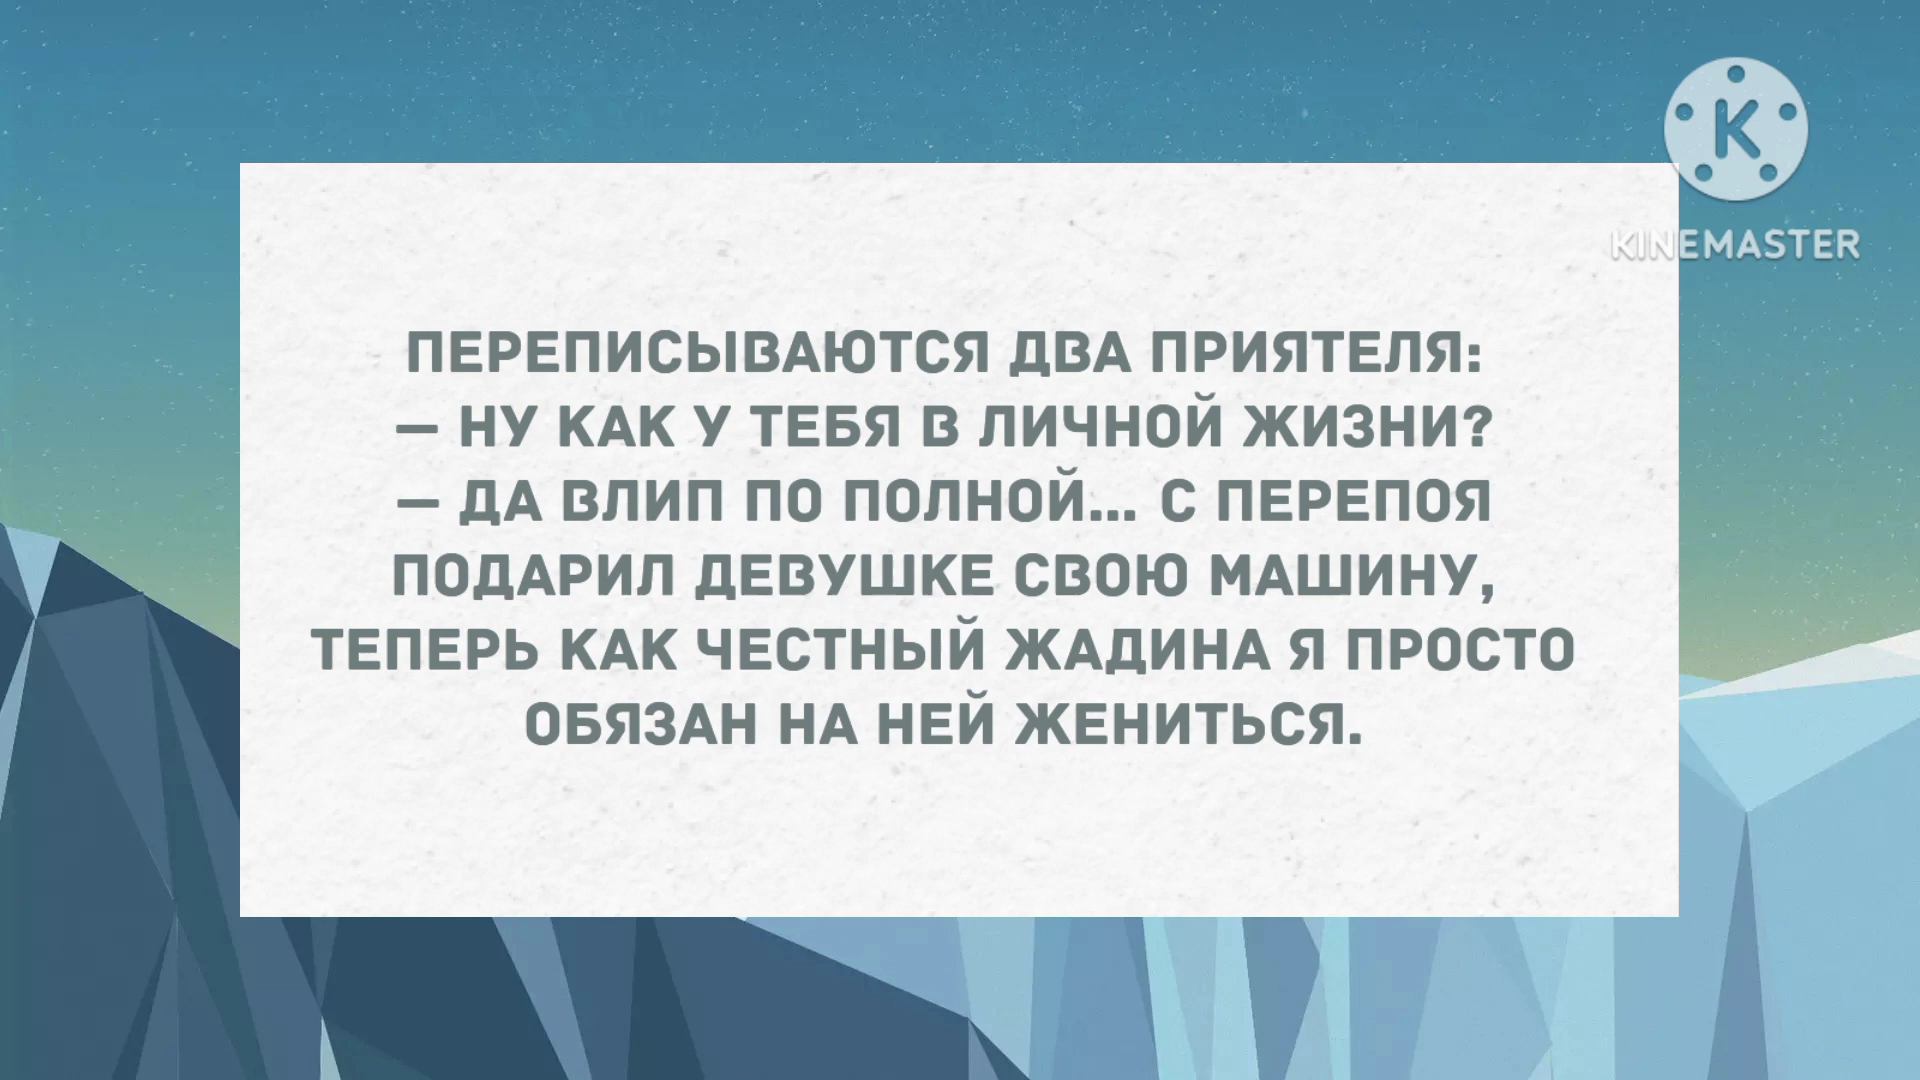 K
KINEMASTER
ПЕРЕПИСЫВАЮТСЯ ДВА ПРИЯТЕЛЯ:
— НУ КАК У ТЕБЯ В ЛИЧНОЙ ЖИЗНИ?
— ДА ВЛИП ПО ПОЛНОЙ... С ПЕРЕПОЯ
ПОДАРИЛ ДЕВУШКЕ СВОЮ МАШИНУ,
ТЕПЕРЬ КАК ЧЕСТНЫЙ ЖАДИНА Я ПРОСТО
ОБЯЗАН НА НЕЙ ЖЕНИТЬСЯ.